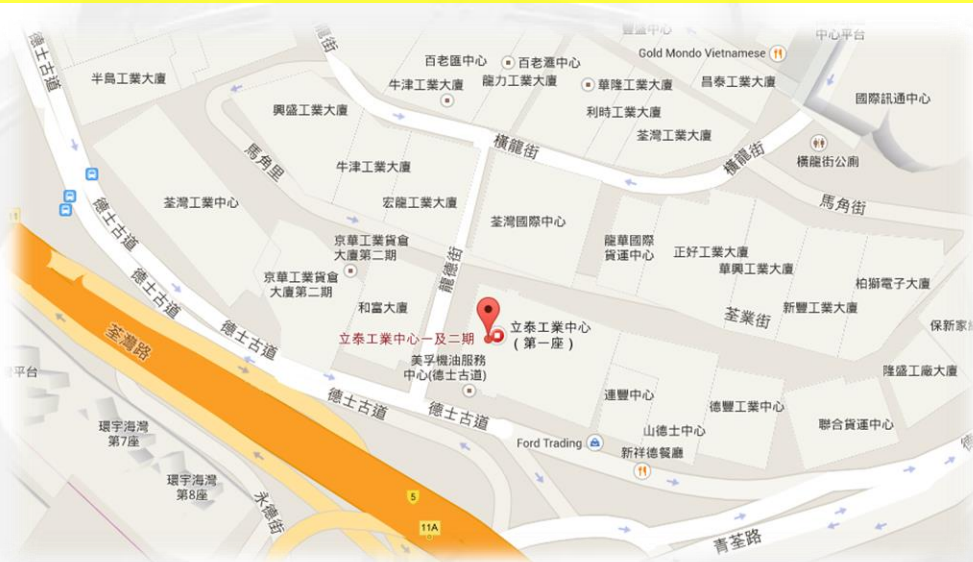 豐盛中心
中心平台
德士古道
龍街
Gold Mondo Vietnamese
百老匯中心
百老滙中心
半島工業大廈
牛津工業大廈
龍力工業大廈
華隆工業大廈
昌泰工業大廈
國際訊通中心
興盛工業大廈
利時工業大廈
荃灣工業大廈
橫龍街
橫龍街
橫龍街公廁
馬角里
牛津工業大廈
荃灣工業中心
宏龍工業大廈
馬角街
荃灣國際中心
德士古道
京華工業貨倉
大廈第二期
龍華國際
貨運中心
正好工業大廈
華興工業大廈
龍德街
京華工業貨倉
大廈第二期
柏獅電子大廈
德士古道
和富大廈
新豐工業大廈
荃業街
保新家
荃灣路
德士古道
立泰工業中心一及二期
立泰工業中心
(第一座)
美孚機油服務
中心(德士古道)
平台
隆盛工廠大廈
德士古道
德士古道
連豐中心
德豐工業中心
聯合貨運中心
環宇海灣
第7座
山德士中心
Ford Trading
新祥德餐廳
環宇海灣
第8座
永德街
5
11A
青荃路